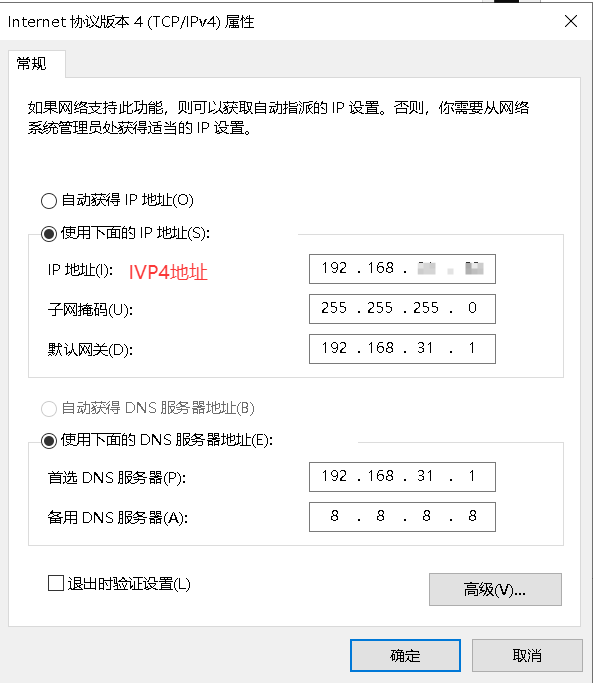 Internet 协议版本 4 (TCP/IPv4) 属性
常规
如果网络支持此功能，则可以获取自动指派的 IP 设置。否则，你需要从网络
系统管理员处获得适当的 IP 设置。
自动获得 IP 地址(O)
使用下面的 IP 地址(S):
IP 地址(I): IVP4地址 192 . 168 . .
子网掩码(U): 255 . 255 . 255 . 0
默认网关(D): 192 . 168 . 31 . 1
自动获得 DNS 服务器地址(B)
使用下面的 DNS 服务器地址(E):
首选 DNS 服务器(P): 192 . 168 . 31 . 1
备用 DNS 服务器(A): 8 . 8 . 8 . 8
退出时验证设置(L)
高级(V)...
确定 取消